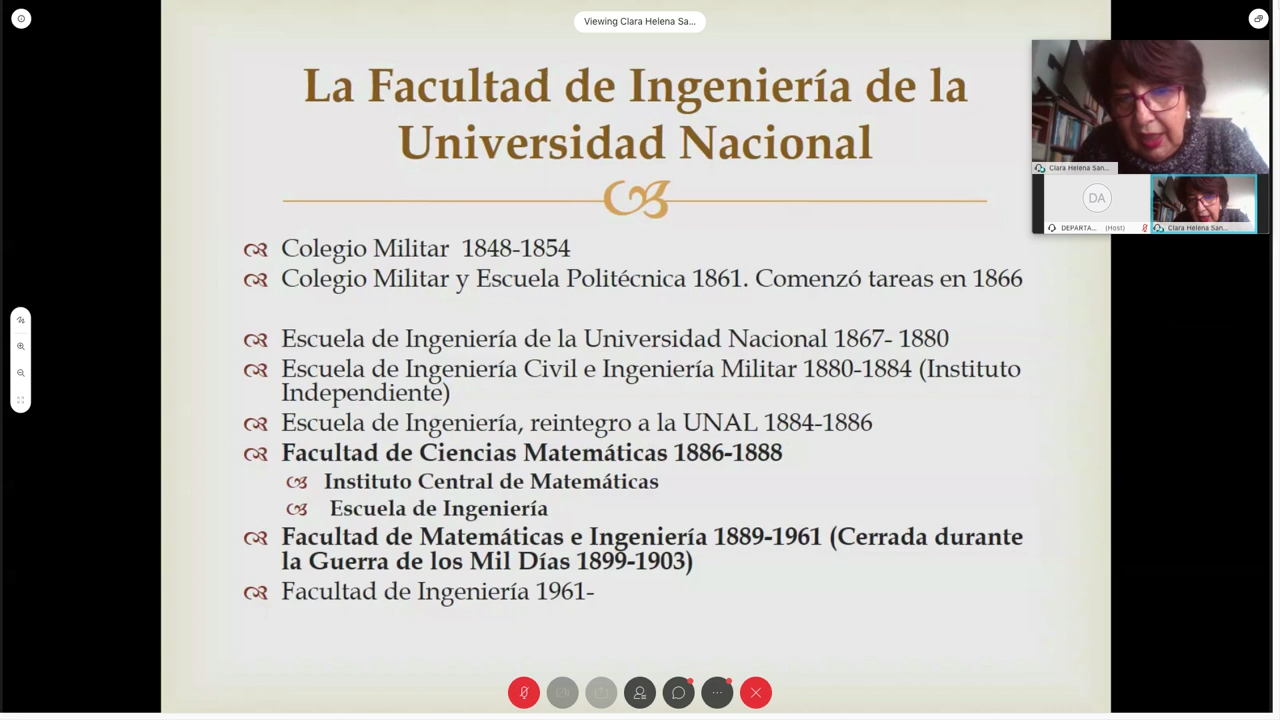 Viewing Clara Helena Sa...
La Facultad de Ingeniería de la
Universidad Nacional
Colegio Militar 1848-1854
Colegio Militar y Escuela Politécnica 1861. Comenzó tareas en 1866
Escuela de Ingeniería de la Universidad Nacional 1867- 1880
Escuela de Ingeniería Civil e Ingeniería Militar 1880-1884 (Instituto
Independiente)
Escuela de Ingeniería, reintegro a la UNAL 1884-1886
Facultad de Ciencias Matemáticas 1886-1888
Instituto Central de Matemáticas
Escuela de Ingeniería
Facultad de Matemáticas e Ingeniería 1889-1961 (Cerrada durante
la Guerra de los Mil Días 1899-1903)
Facultad de Ingeniería 1961-
Clara Helena San...
DA
DEPARTA... (Host)
Clara Helena San...